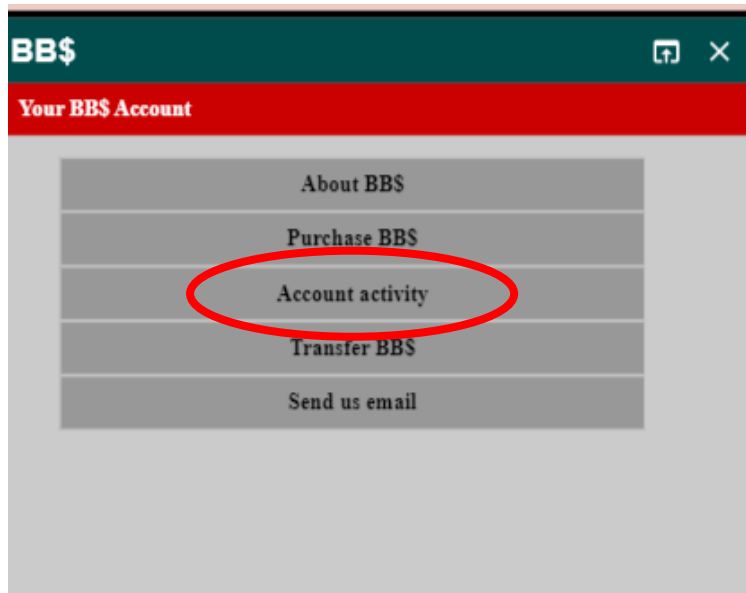 BB$
Your BB$ Account
About BB$
Purchase BB$
Account activity
Transfer BB$
Send us email